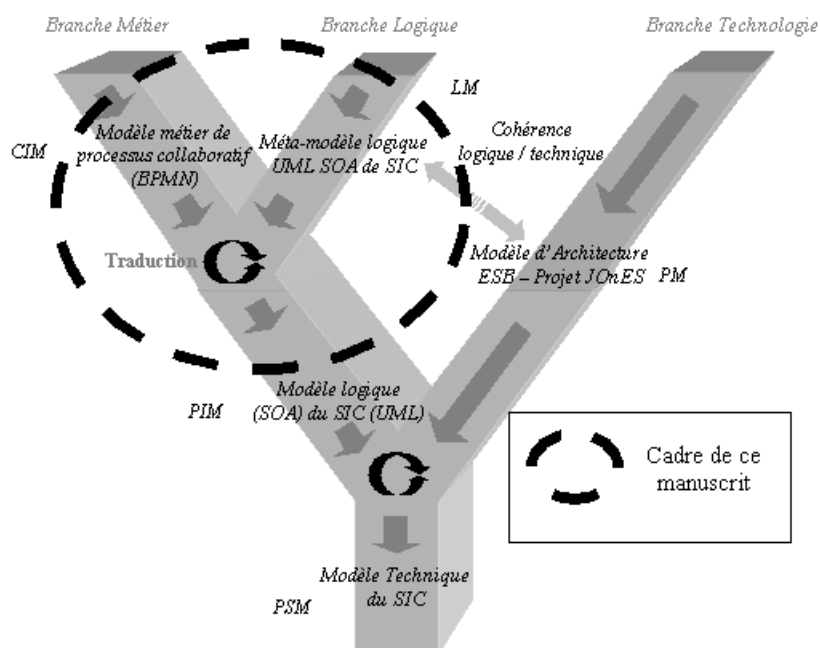 Branche Métier
Branche Logique
Branche Technologie
LM
CIM
Modèle métier de
processus collaboratif
(BPMN)
Méta-modèle logique
UML SOA de SIC
Cohérence
logique / technique
Traduction
Modèle d'Architecture
ESB – Projet JOnES
PM
PIM
Modèle logique
(SOA) du SIC (UML)
Cadre de ce
manuscrit
Modèle Technique
du SIC
PSM